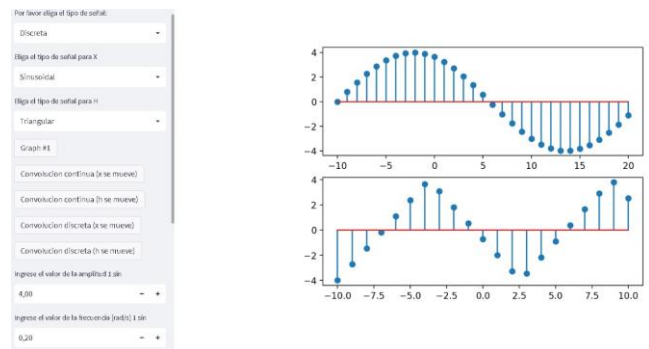 Por favor eliga el tipo de señal:
Discreta
Eliga el tipo de señal para X
Sinusoidal
Eliga el tipo de señal para H
Triangular
Graph #1
Convolucion continua (x se mueve)
Convolucion continua (h se mueve)
Convolucion discreta (x se mueve)
Convolucion discreta (h se mueve)
Ingrese el valor de la amplitud 1 sin
4,00 - +
Ingrese el valor de la frecuencia [rad/s] 1 sin
0,20 - +
4
2
0
−2
−4
−10 −5 0 5 10 15 20
4
2
0
−2
−4
−10.0 −7.5 −5.0 −2.5 0.0 2.5 5.0 7.5 10.0